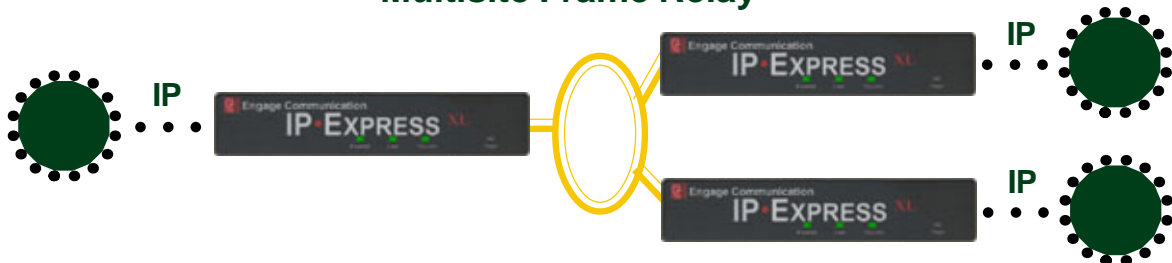 Multisite Frame Relay
IP
Engage Communication
IP•EXPRESS XL
IP
Engage Communication
IP•EXPRESS XL
IP
Engage Communication
IP•EXPRESS XL